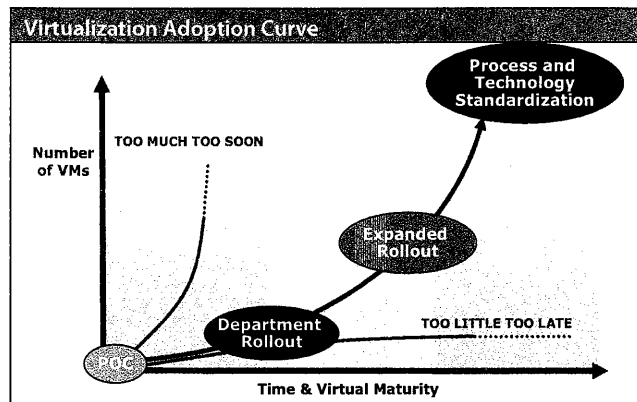 Virtualization Adoption Curve
Process and
Technology
Standardization
TOO MUCH TOO SOON
Number
of VMs
Expanded
Rollout
Department
Rollout
TOO LITTLE TOO LATE
POC
Time & Virtual Maturity